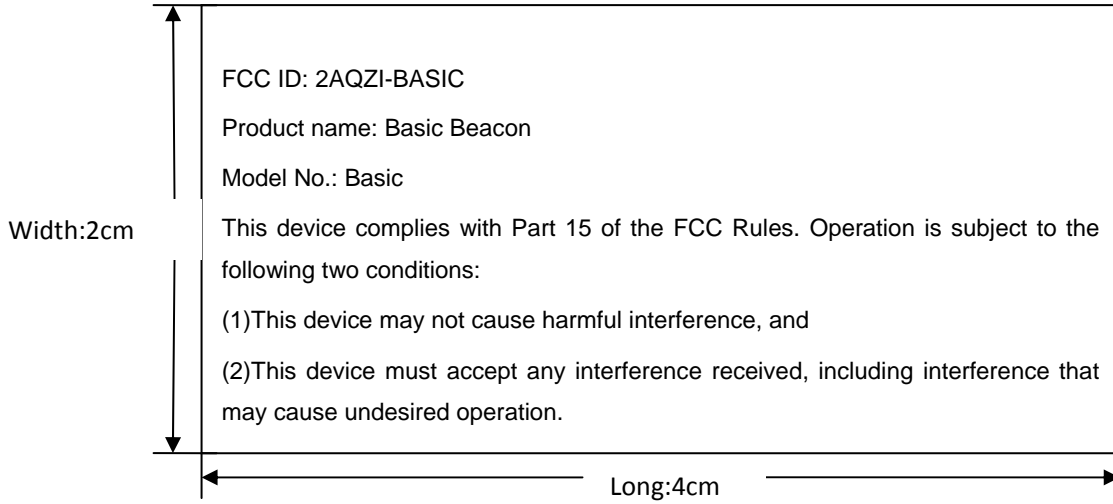 FCC ID: 2AQZI-BASIC
Product name: Basic Beacon
Model No.: Basic
Width:2cm
This device complies with Part 15 of the FCC Rules. Operation is subject to the
following two conditions:
(1)This device may not cause harmful interference, and
(2)This device must accept any interference received, including interference that
may cause undesired operation.
Long:4cm